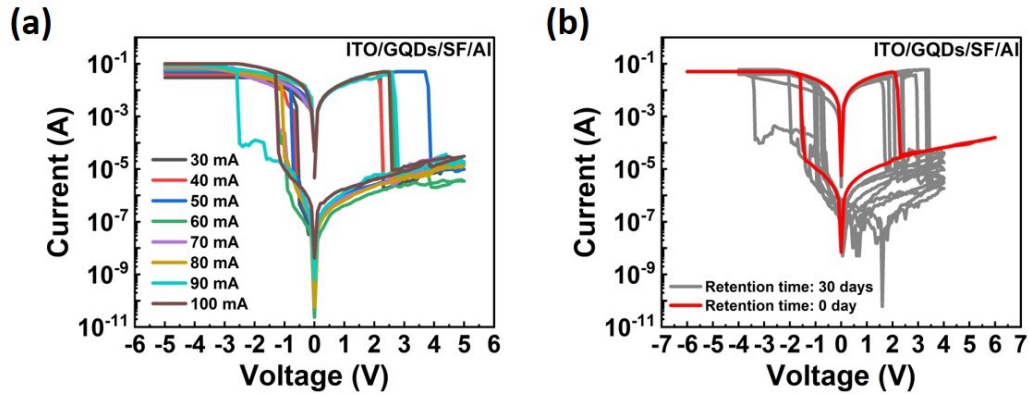 (a)
ITO/GQDs/SF/Al
Current (A)
10-1
10-3
10-5
10-7
10-9
10-11
30 mA
40 mA
50 mA
60 mA
70 mA
80 mA
90 mA
100 mA
-5 -4 -3 -2 -1 0 1 2 3 4 5 6
Voltage (V)
(b)
ITO/GQDs/SF/Al
Current (A)
10-1
10-3
10-5
10-7
10-9
10-11
Retention time: 30 days
Retention time: 0 day
-7 -6 -5 -4 -3 -2 -1 0 1 2 3 4 5 6 7
Voltage (V)